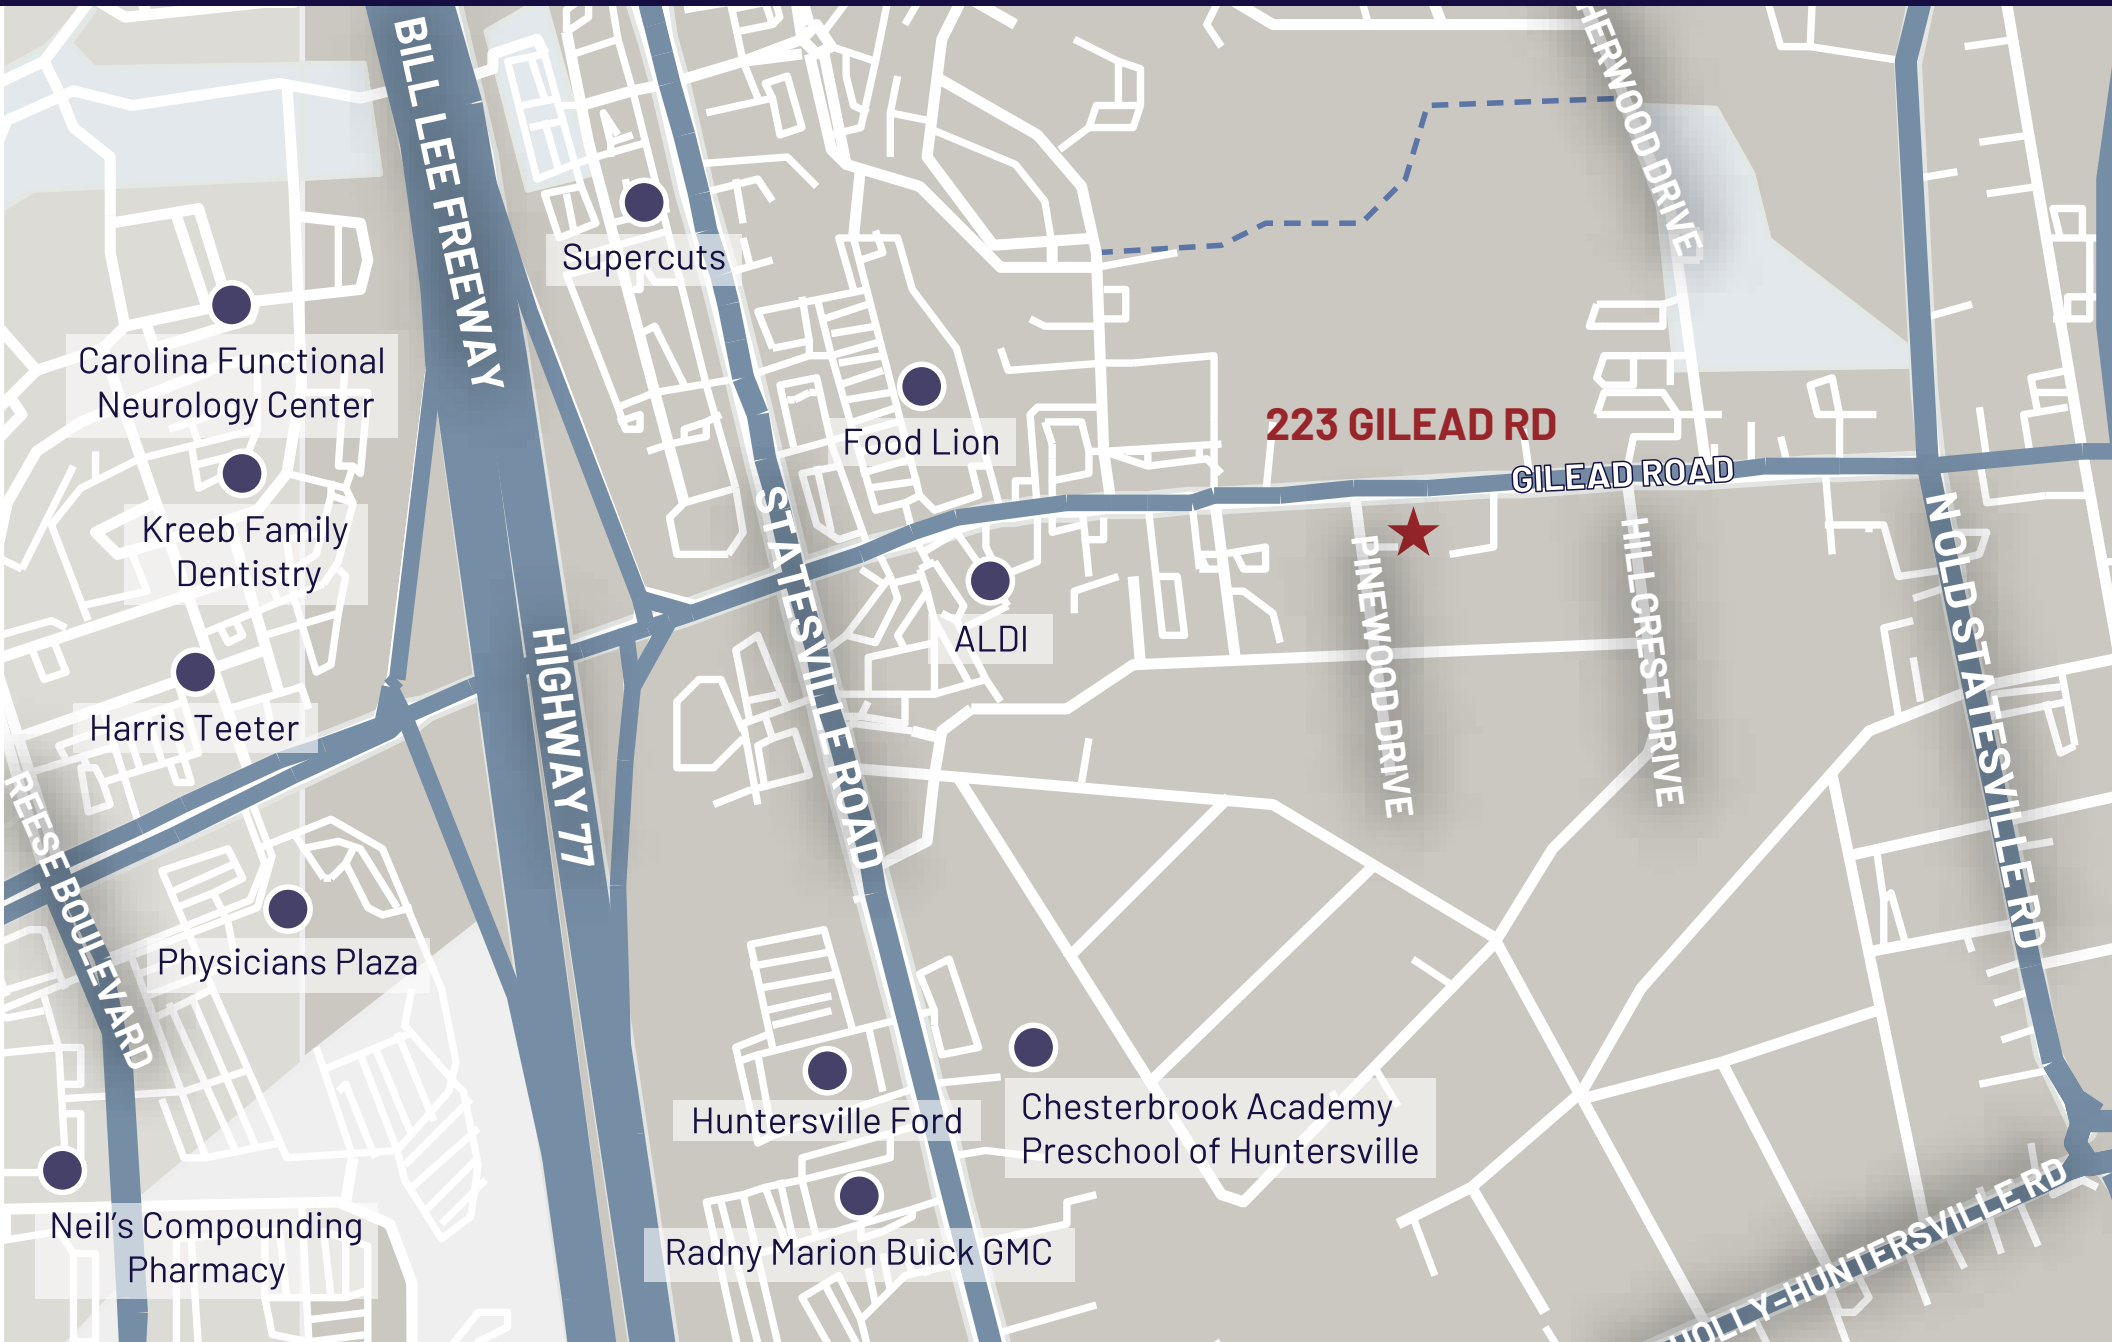 BILL LEE FREEWAY
HERWOOD DRIVE
Supercuts
Carolina Functional
Neurology Center
223 GILEAD RD
Food Lion
GILEAD ROAD
Kreeb Family
Dentistry
STATESVILLE ROAD
PINEWOOD DRIVE
HILLCREST DRIVE
N OLD STATESVILLE RD
ALDI
HIGHWAY 77
Harris Teeter
REESE BOULEVARD
Physicians Plaza
Huntersville Ford
Chesterbrook Academy
Preschool of Huntersville
Neil's Compounding
Pharmacy
Radny Marion Buick GMC
HOLLY-HUNTERSVILLE RD